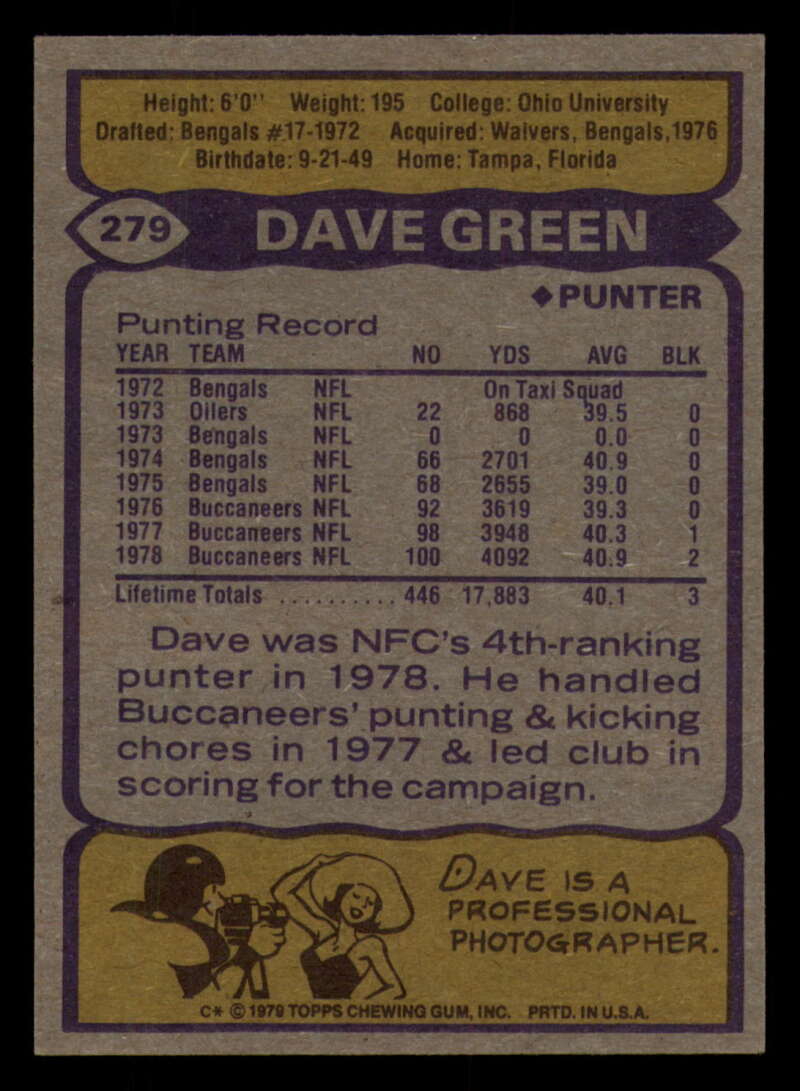 Height: 6'0" Weight: 195 College: Ohio University
Drafted: Bengals #17-1972 Acquired: Waivers, Bengals, 1976
Birthdate: 9-21-49 Home: Tampa, Florida
279 DAVE GREEN
◆PUNTER
Punting Record
YEAR TEAM NO YDS AVG BLK
1972 Bengals NFL On Taxi Squad
1973 Oilers NFL 22 868 39.5 0
1973 Bengals NFL 0 0 0.0 0
1974 Bengals NFL 66 2701 40.9 0
1975 Bengals NFL 68 2655 39.0 0
1976 Buccaneers NFL 92 3619 39.3 0
1977 Buccaneers NFL 98 3948 40.3 1
1978 Buccaneers NFL 100 4092 40.9 2
Lifetime Totals .......... 446 17,883 40.1 3
Dave was NFC's 4th-ranking
punter in 1978. He handled
Buccaneers' punting & kicking
chores in 1977 & led club in
scoring for the campaign.
DAVE IS A
PROFESSIONAL
PHOTOGRAPHER.
C* © 1979 TOPPS CHEWING GUM, INC. PRTD. IN U.S.A.